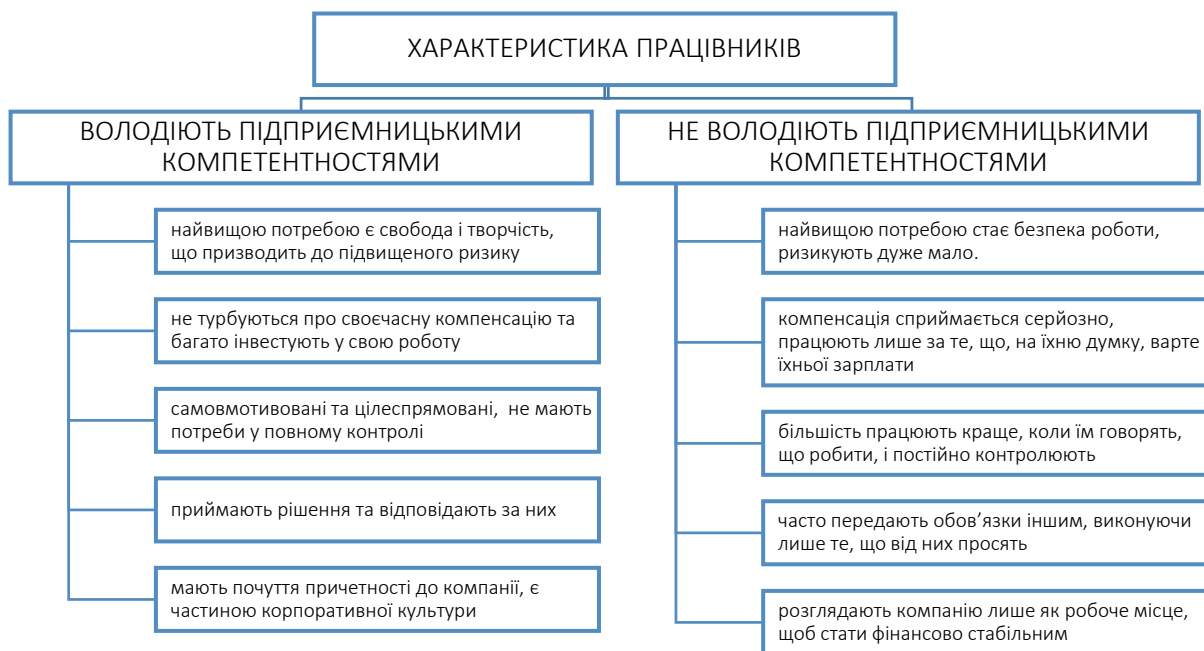 ХАРАКТЕРИСТИКА ПРАЦІВНИКІВ
ВОЛОДІЮТЬ ПІДПРИЄМНИЦЬКИМИ
КОМПЕТЕНТНОСТЯМИ
найвищою потребою є свобода і творчість,
що призводить до підвищеного ризику
не турбуються про своєчасну компенсацію та
багато інвестують у свою роботу
самовмотивовані та цілеспрямовані, не мають
потреби у повному контролі
приймають рішення та відповідають за них
мають почуття причетності до компанії, є
частиною корпоративної культури
НЕ ВОЛОДІЮТЬ ПІДПРИЄМНИЦЬКИМИ
КОМПЕТЕНТНОСТЯМИ
найвищою потребою стає безпека роботи,
ризикують дуже мало.
компенсація сприймається серйозно,
працюють лише за те, що, на їхню думку, варте
їхньої зарплати
більшість працюють краще, коли їм говорять,
що робити, і постійно контролюють
часто передають обов’язки іншим, виконуючи
лише те, що від них просять
розглядають компанію лише як робоче місце,
щоб стати фінансово стабільним